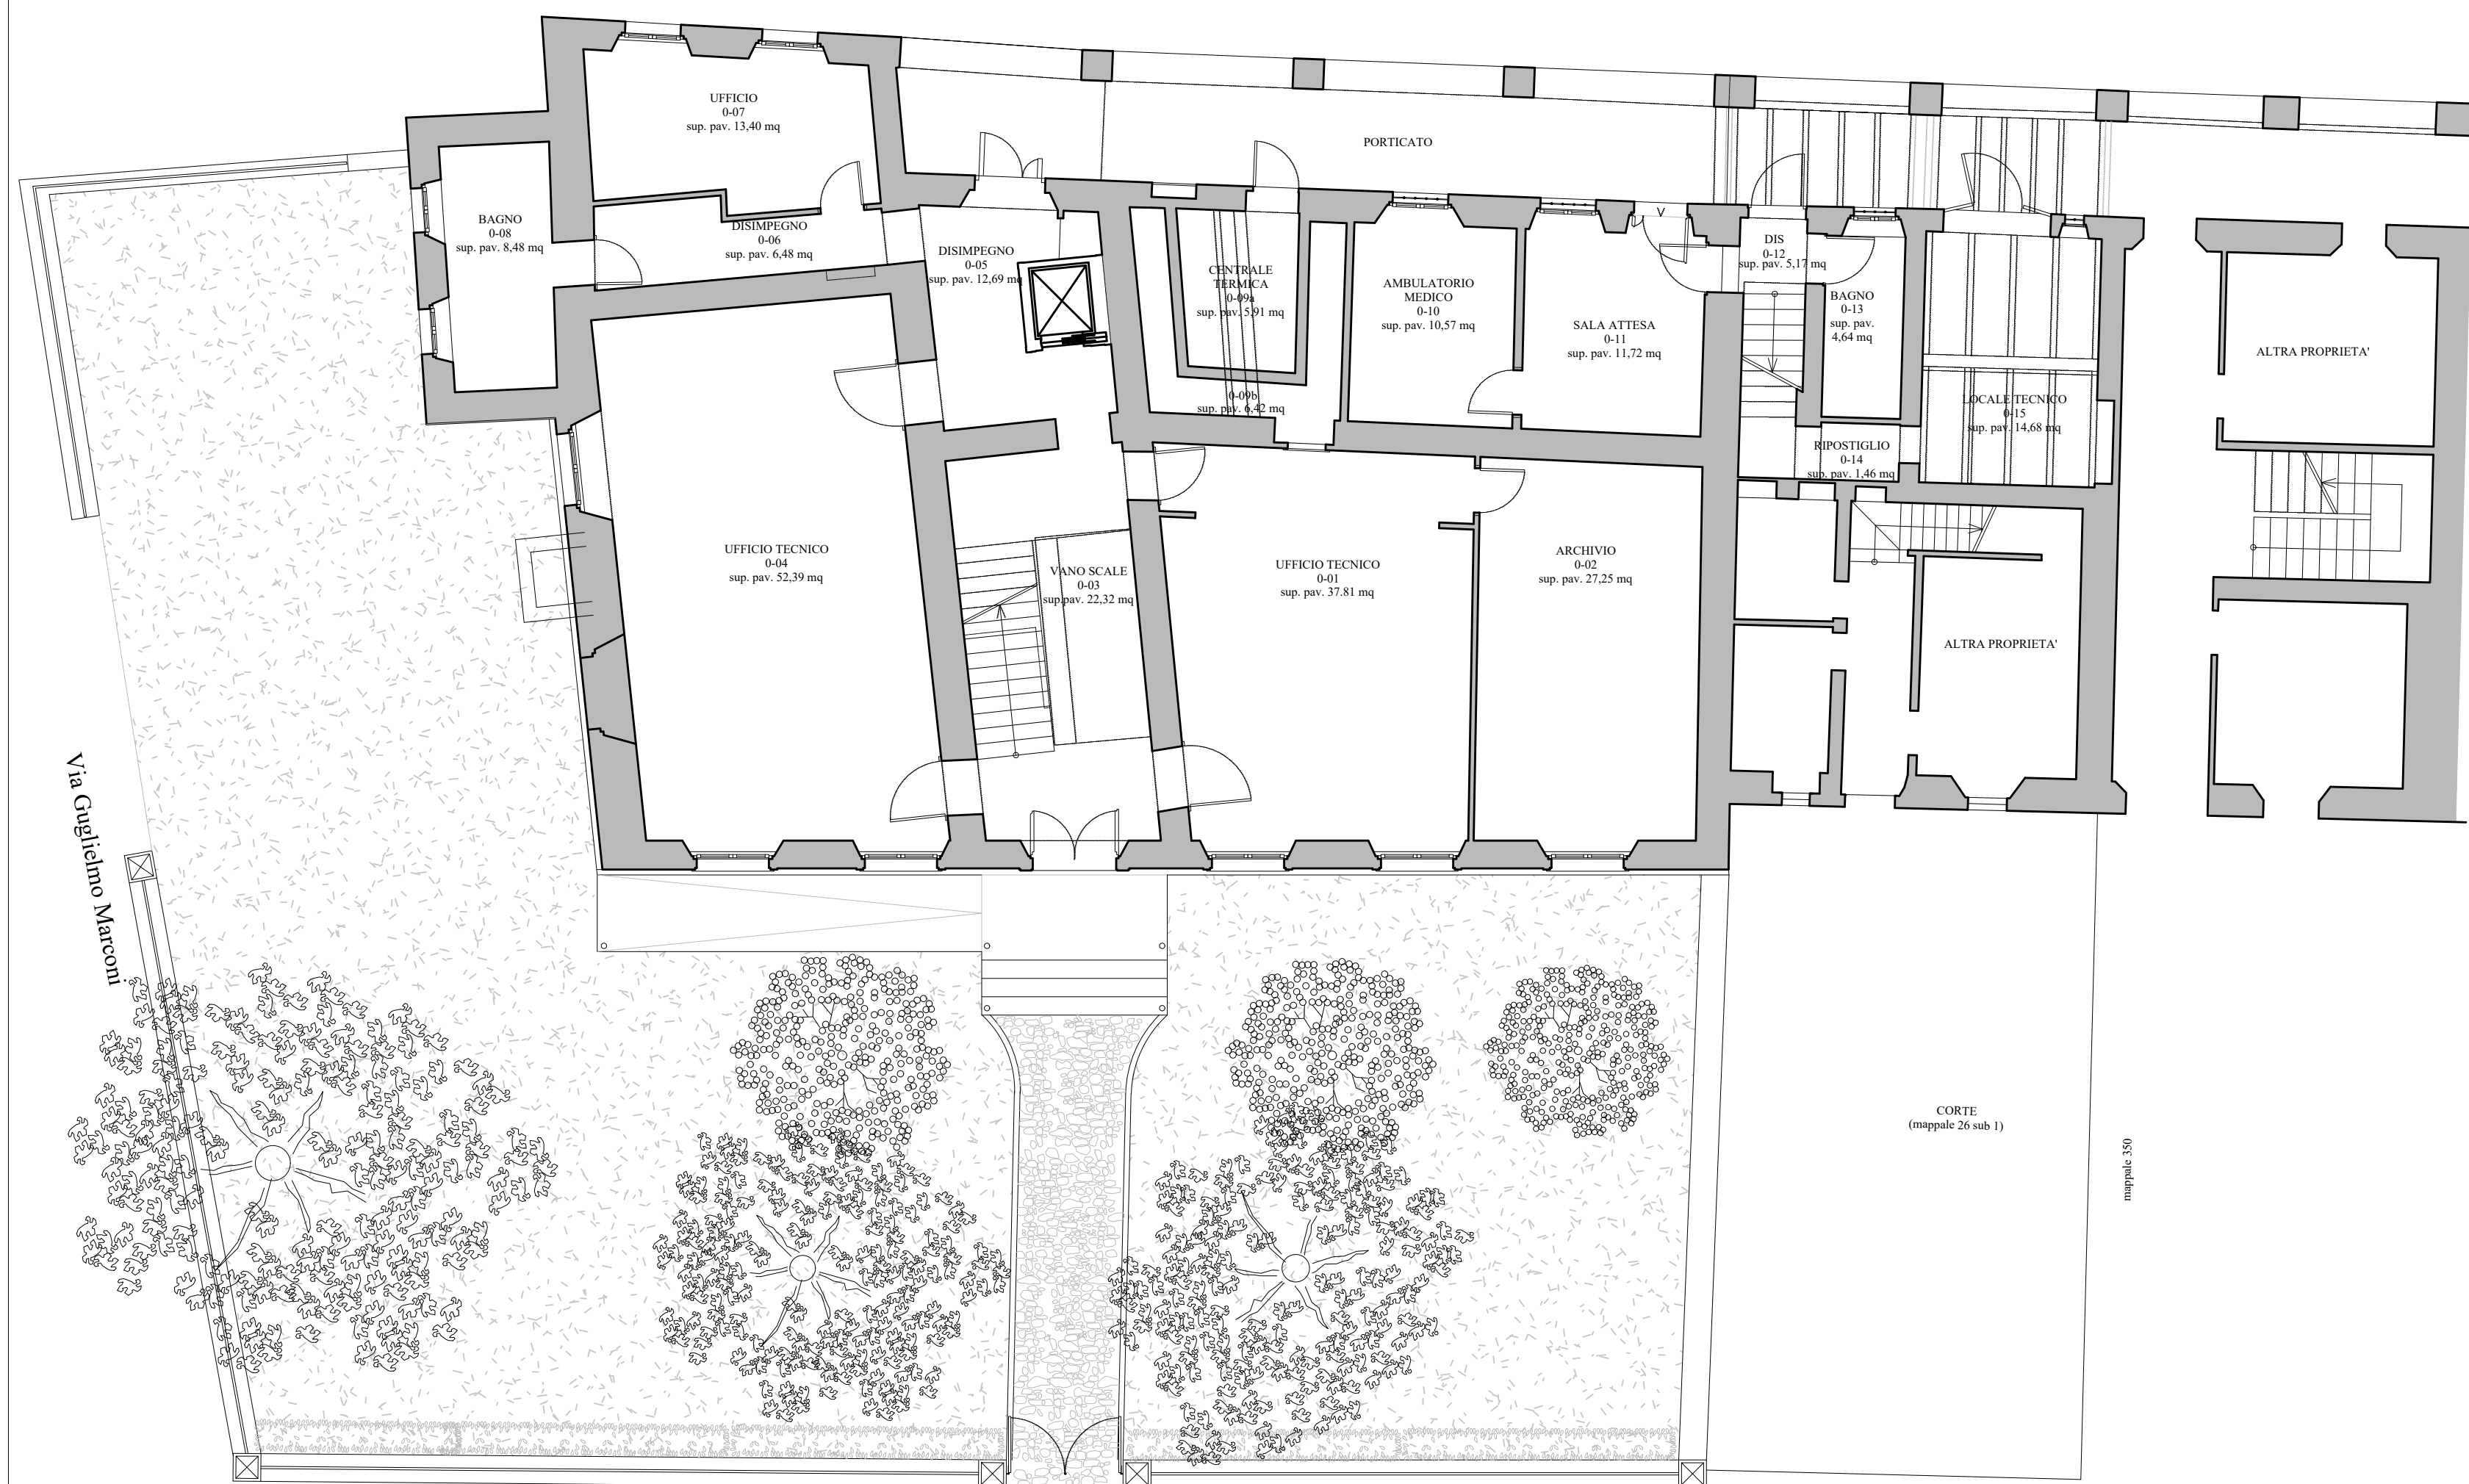 UFFICIO
0-07
sup. pav. 13,40 mq
PORTICATO
BAGNO
0-08
sup. pav. 8,48 mq
DISIMPEGNO
0-06
sup. pav. 6,48 mq
DISIMPEGNO
0-05
sup. pav. 12,69 mq
CENTRALE
TERMICA
0-09a
sup. pav. 5,91 mq
0-09b
sup. pav. 6,42 mq
AMBULATORIO
MEDICO
0-10
sup. pav. 10,57 mq
SALA ATTESA
0-11
sup. pav. 11,72 mq
V
DIS
0-12
sup. pav. 5,17 mq
BAGNO
0-13
sup. pav.
4,64 mq
LOCALE TECNICO
0-15
sup. pav. 14,68 mq
RIPOSTIGLIO
0-14
sup. pav. 1,46 mq
ALTRA PROPRIETA'
UFFICIO TECNICO
0-04
sup. pav. 52,39 mq
VANO SCALE
0-03
sup.pav. 22,32 mq
UFFICIO TECNICO
0-01
sup. pav. 37.81 mq
ARCHIVIO
0-02
sup. pav. 27,25 mq
ALTRA PROPRIETA'
Via Guglielmo Marconi
CORTE
(mappale 26 sub 1)
mappale 350